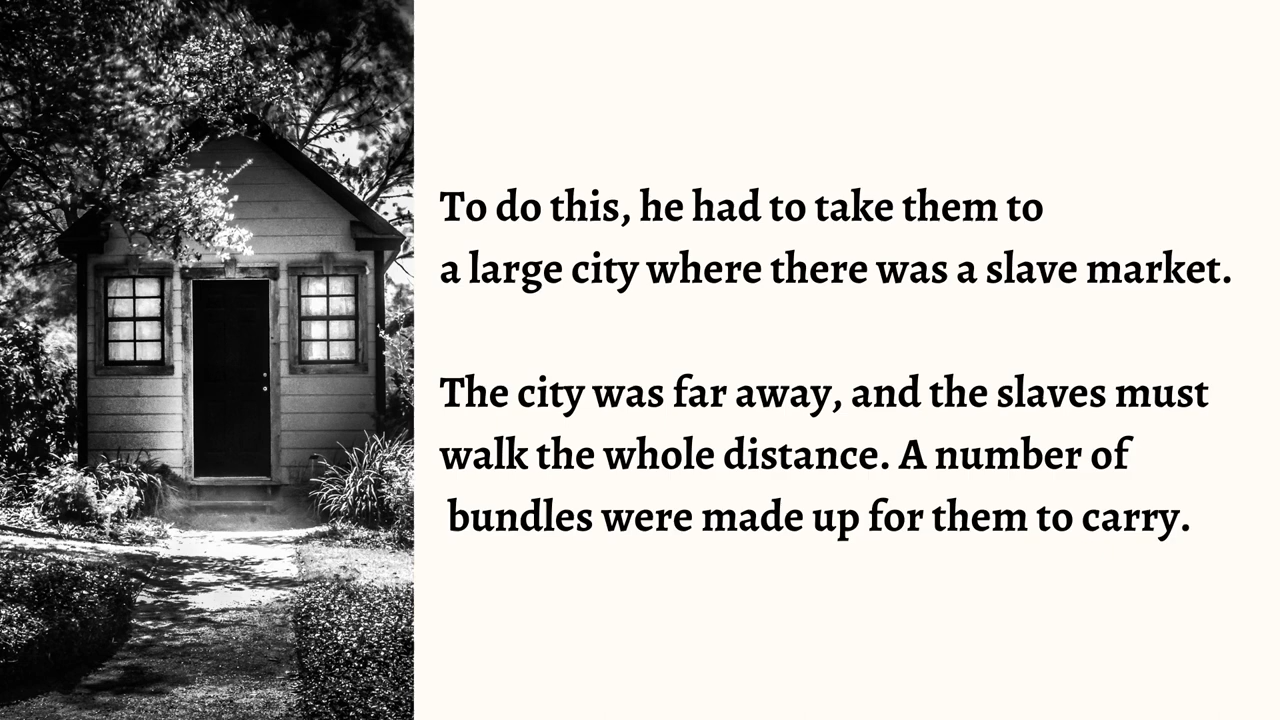 To do this, he had to take them to
a large city where there was a slave market.
The city was far away, and the slaves must
walk the whole distance. A number of
bundles were made up for them to carry.